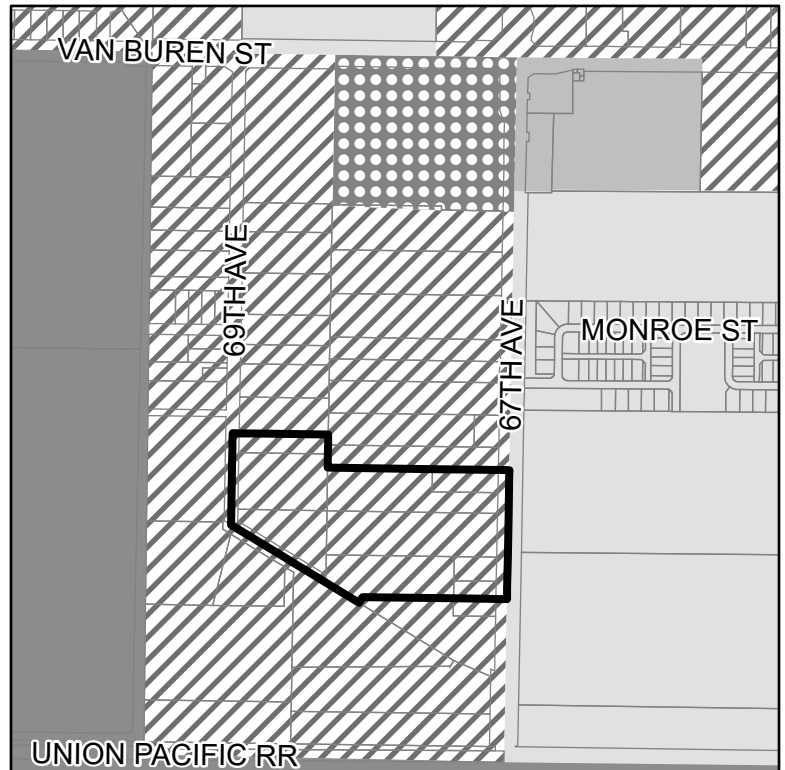 VAN BUREN ST
69TH AVE
67TH AVE
MONROE ST
UNION PACIFIC RR